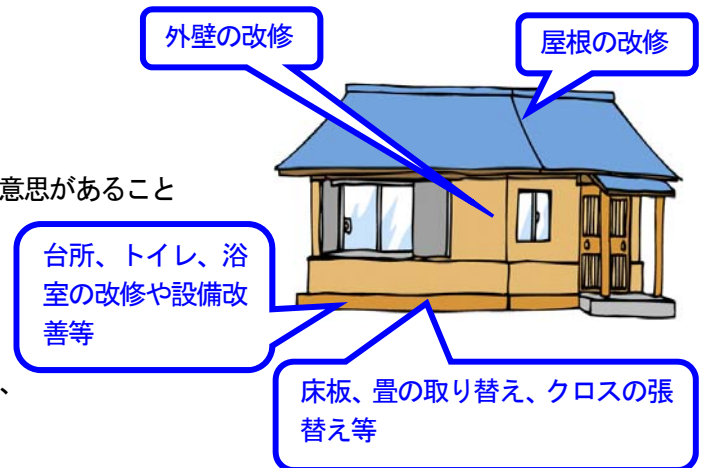 外壁の改修
屋根の改修
意思があること
台所、トイレ、浴
室の改修や設備改
善等
、
床板、畳の取り替え、クロスの張
替え等